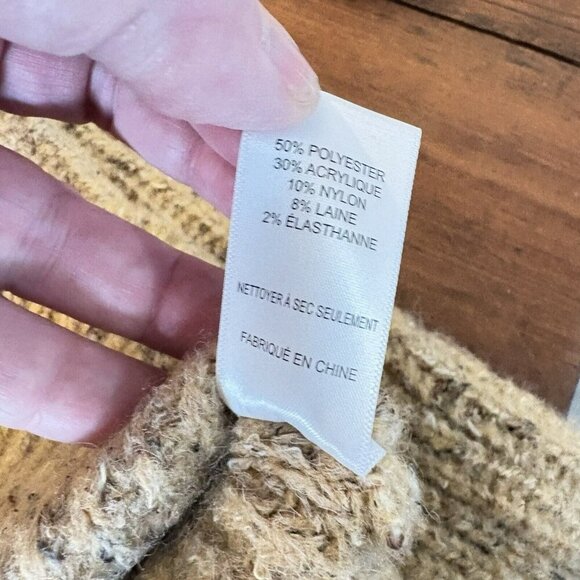 50% POLYESTER
30% ACRYLIQUE
10% NYLON
8% LAINE
2% ÉLASTHANNE
NETTOYER À SEC SEULEMENT
FABRIQUÉ EN CHINE